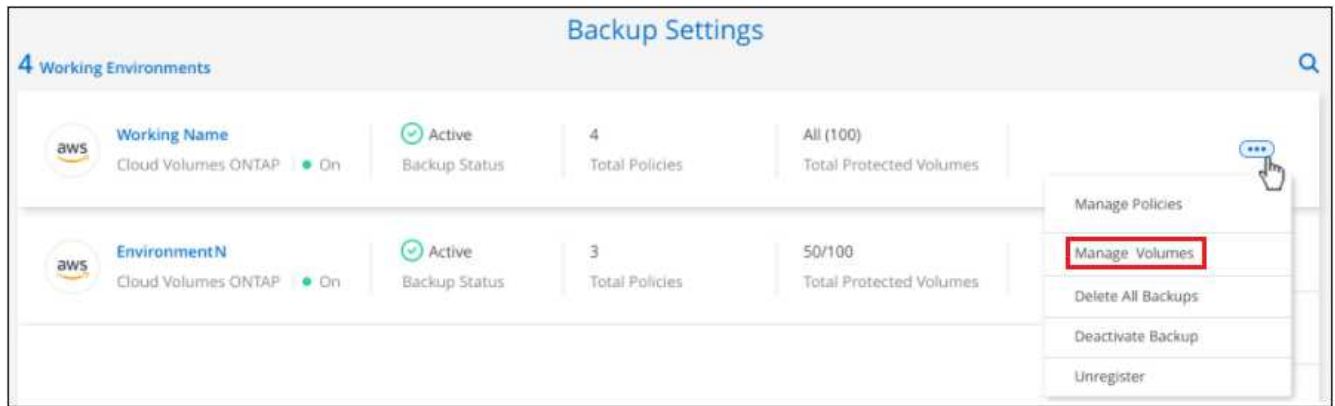 Backup Settings
4 Working Environments
aws
Working Name
Cloud Volumes ONTAP
On
Active
Backup Status
4
Total Policies
All (100)
Total Protected Volumes
Manage Policies
Manage Volumes
Delete All Backups
Deactivate Backup
Unregister
aws
EnvironmentN
Cloud Volumes ONTAP
On
Active
Backup Status
3
Total Policies
50/100
Total Protected Volumes